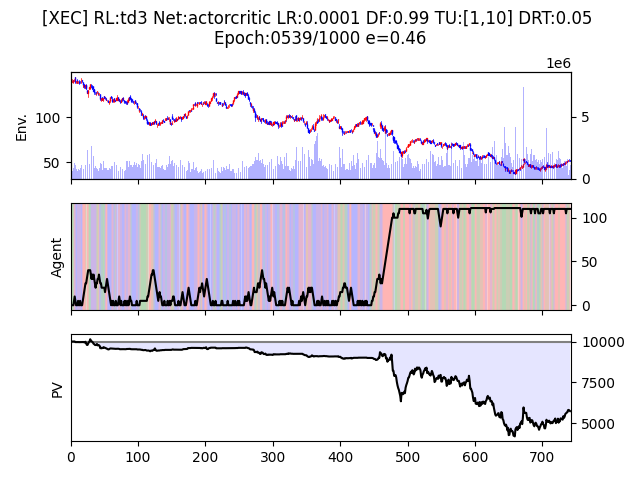 [XEC] RL:td3 Net:actorcritic LR:0.0001 DF:0.99 TU:[1,10] DRT:0.05
Epoch:0539/1000 e=0.46
1e6
Env.
100
50
5
0
Agent
100
50
0
PV
10000
7500
5000
0 100 200 300 400 500 600 700